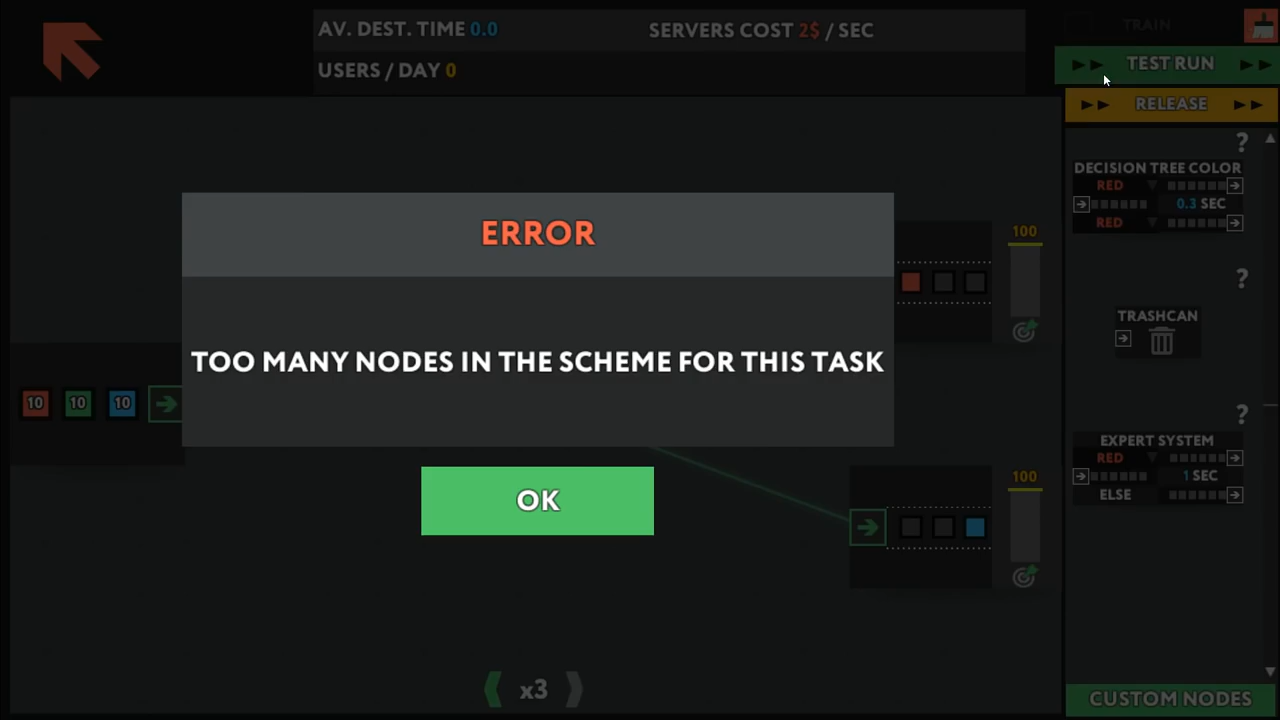 AV. DEST. TIME 0.0
SERVERS COST 2$ / SEC
USERS / DAY 0
TRAIN
TEST RUN
RELEASE
?
DECISION TREE COLOR
RED
0.3 SEC
RED
?
TRASHCAN
?
EXPERT SYSTEM
RED
1 SEC
ELSE
CUSTOM NODES
ERROR
TOO MANY NODES IN THE SCHEME FOR THIS TASK
OK
10 10 10
100
100
x3